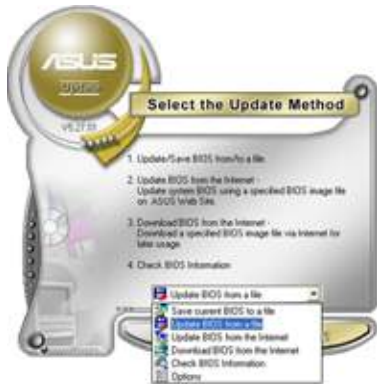 ASUS
Update
Select the Update Method
1. Update/Save BIOS from/to a file.
2. Update BIOS from the Internet -
Update system BIOS using a specified BIOS image file
on ASUS Web Site.
3. Download BIOS from the Internet -
Download a specified BIOS image file via Internet for
later usage.
4. Check BIOS Information
Update BIOS from a file
Save current BIOS to a file
Update BIOS from a file
Update BIOS from the Internet
Download BIOS from the Internet
Check BIOS Information
Options